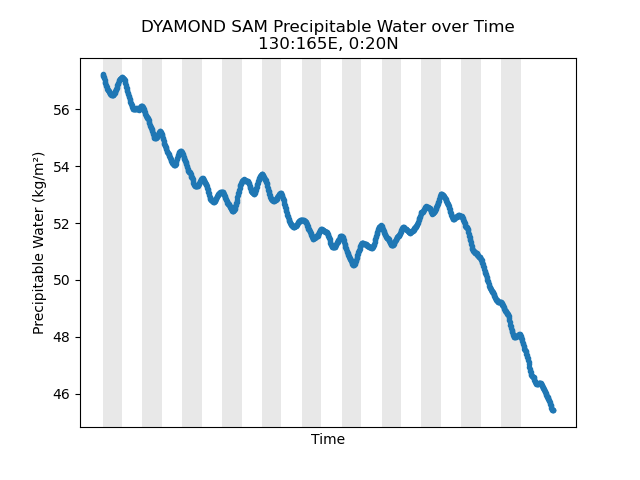 DYAMOND SAM Precipitable Water over Time
130:165E, 0:20N
56
54
52
50
48
46
Precipitable Water (kg/m²)
Time